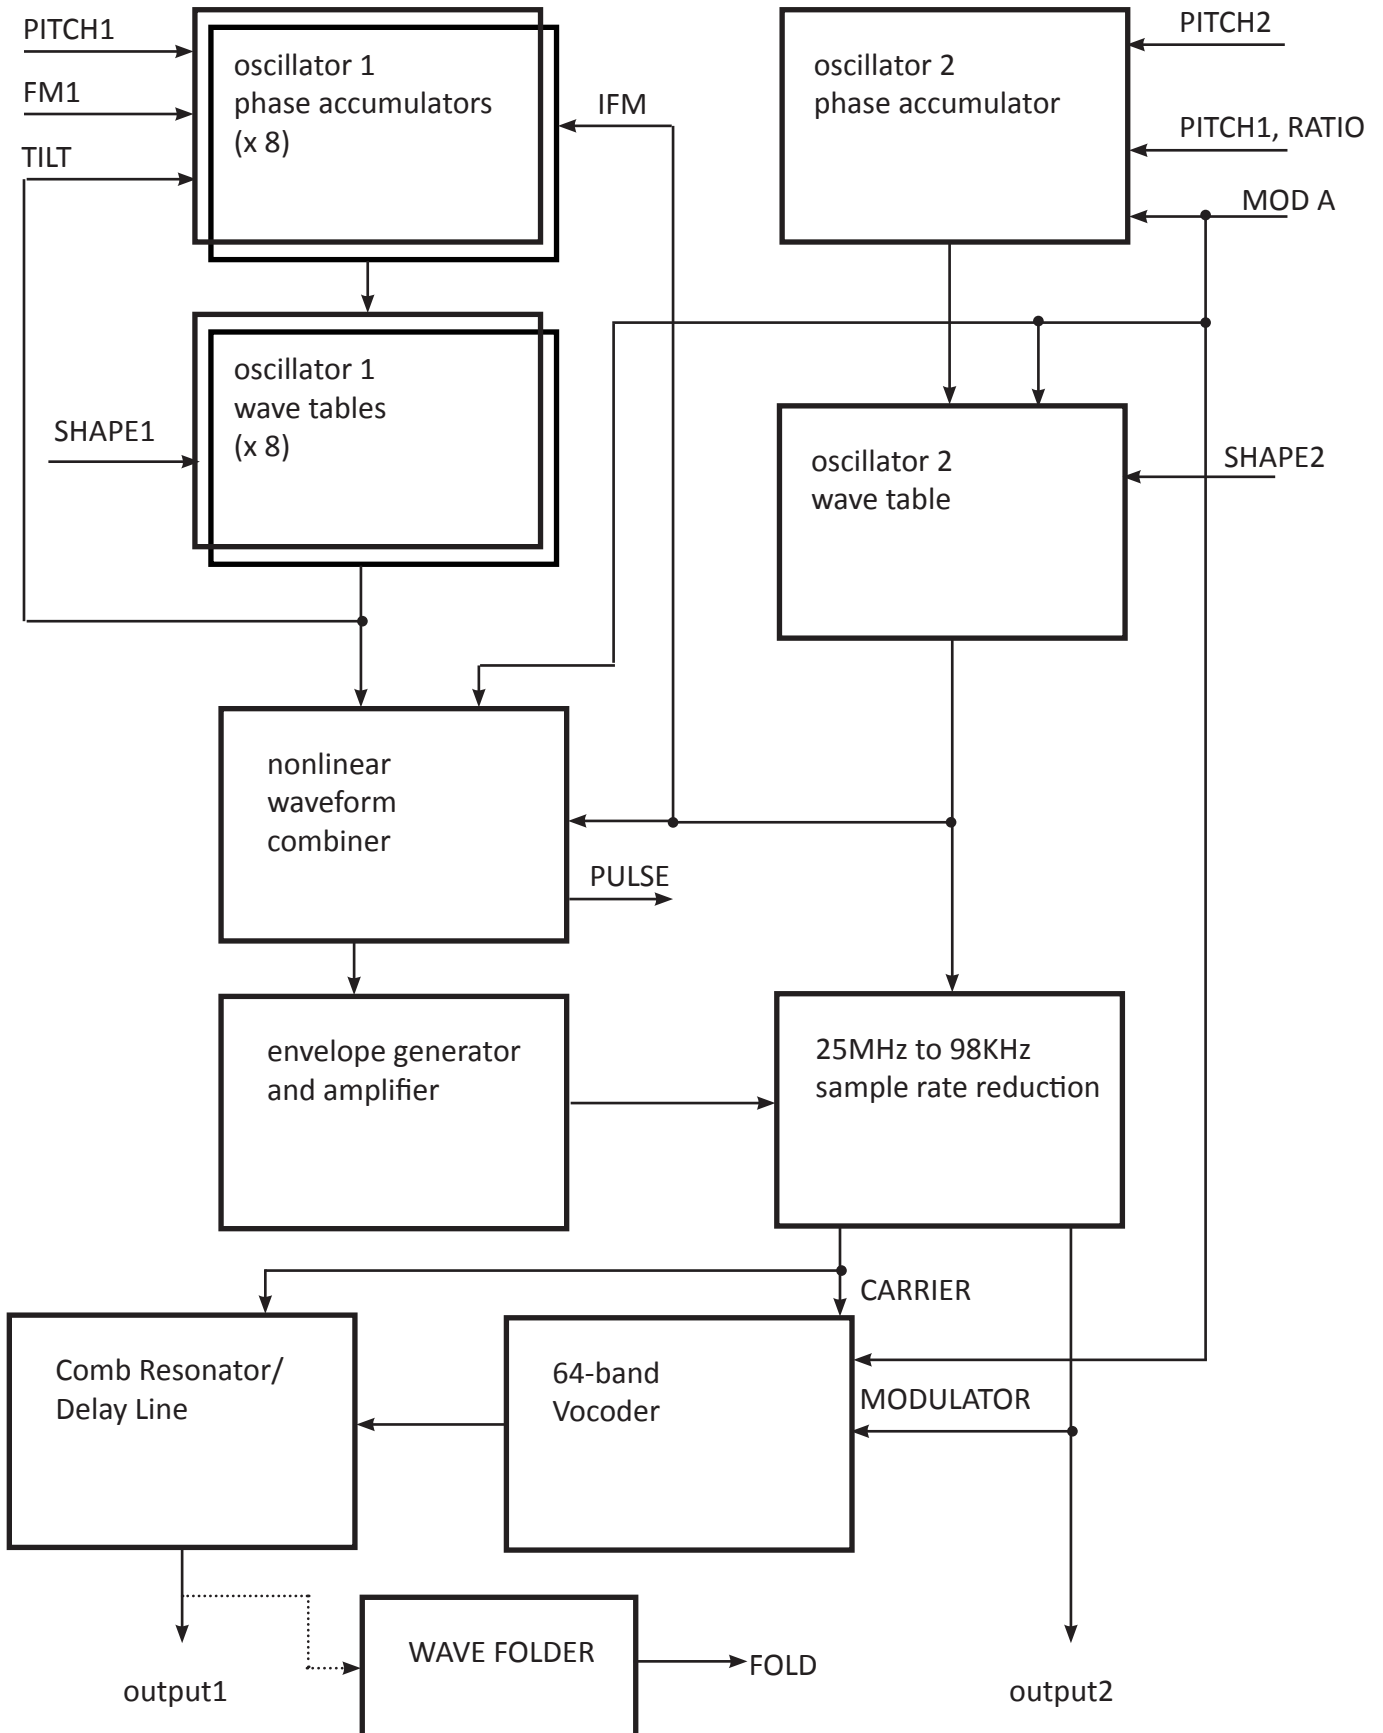 PITCH1
FM1
TILT
oscillator 1
phase accumulators
(x 8)
IFM
oscillator 2
phase accumulator
PITCH2
PITCH1, RATIO
MOD A
oscillator 1
wave tables
(x 8)
SHAPE1
oscillator 2
wave table
SHAPE2
nonlinear
waveform
combiner
PULSE
envelope generator
and amplifier
25MHz to 98KHz
sample rate reduction
CARRIER
Comb Resonator/
Delay Line
64-band
Vocoder
MODULATOR
WAVE FOLDER
FOLD
output1
output2